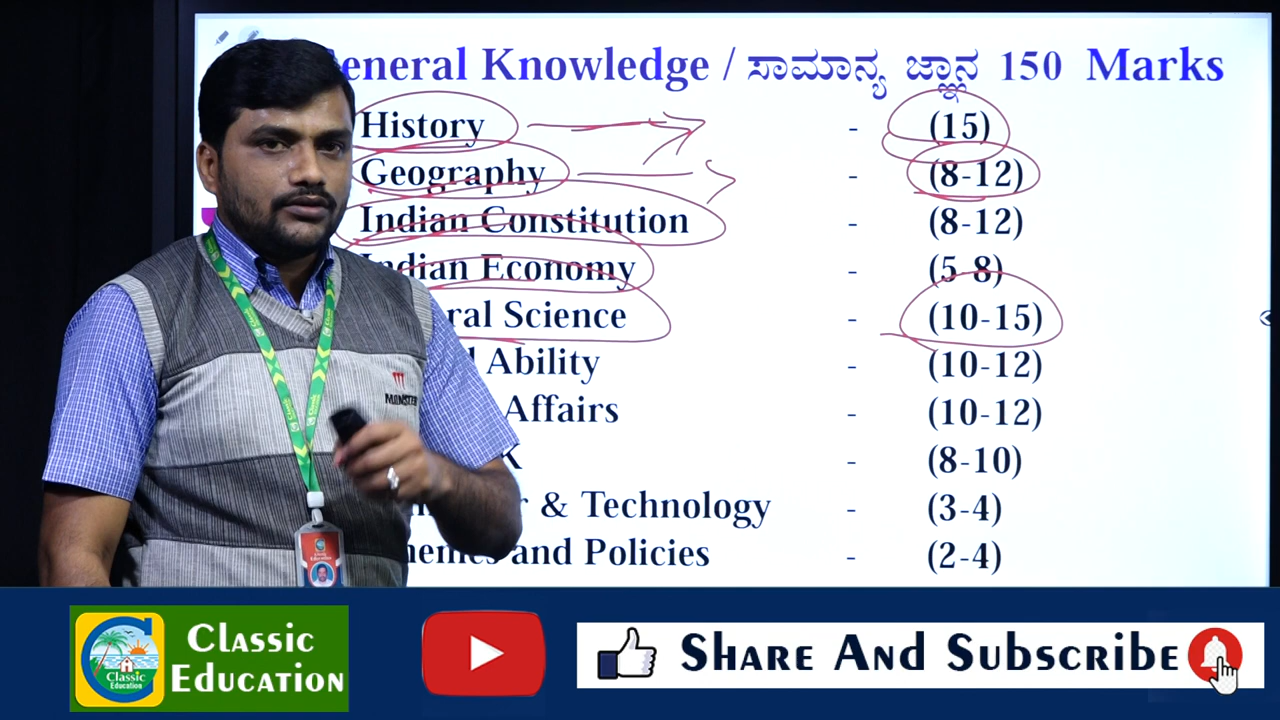 General Knowledge / ಸಾಮಾನ್ಯ ಜ್ಞಾನ 150 Marks
History - (15)
Geography - (8-12)
Indian Constitution - (8-12)
Indian Economy - (5-8)
ral Science - (10-15)
Ability - (10-12)
Affairs - (10-12)
K - (8-10)
& Technology - (3-4)
and Policies - (2-4)
Classic
Education
Classic
Education
Share And Subscribe